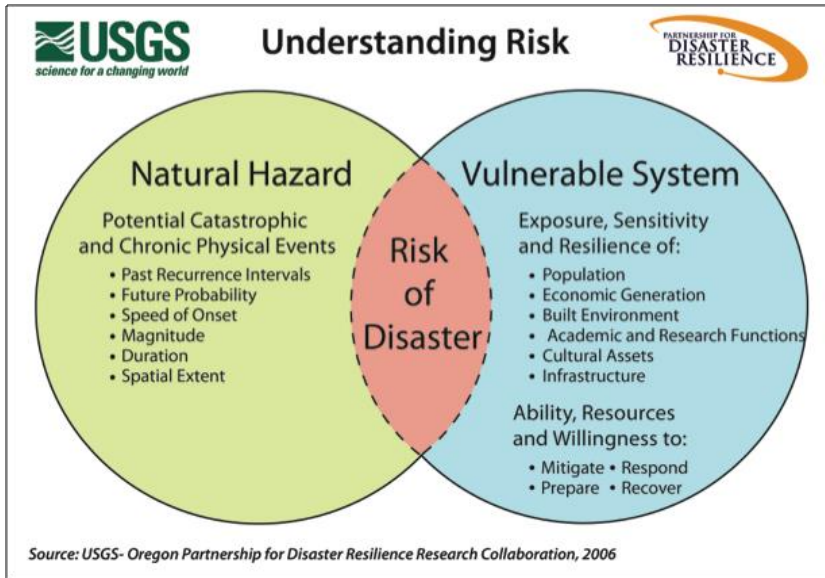 USGS
science for a changing world
Understanding Risk
PARTNERSHIP FOR
DISASTER
RESILIENCE
Natural Hazard
Potential Catastrophic
and Chronic Physical Events
• Past Recurrence Intervals
• Future Probability
• Speed of Onset
• Magnitude
• Duration
• Spatial Extent
Risk
of
Disaster
Vulnerable System
Exposure, Sensitivity
and Resilience of:
• Population
• Economic Generation
• Built Environment
• Academic and Research Functions
• Cultural Assets
• Infrastructure
Ability, Resources
and Willingness to:
• Mitigate • Respond
• Prepare • Recover
Source: USGS- Oregon Partnership for Disaster Resilience Research Collaboration, 2006